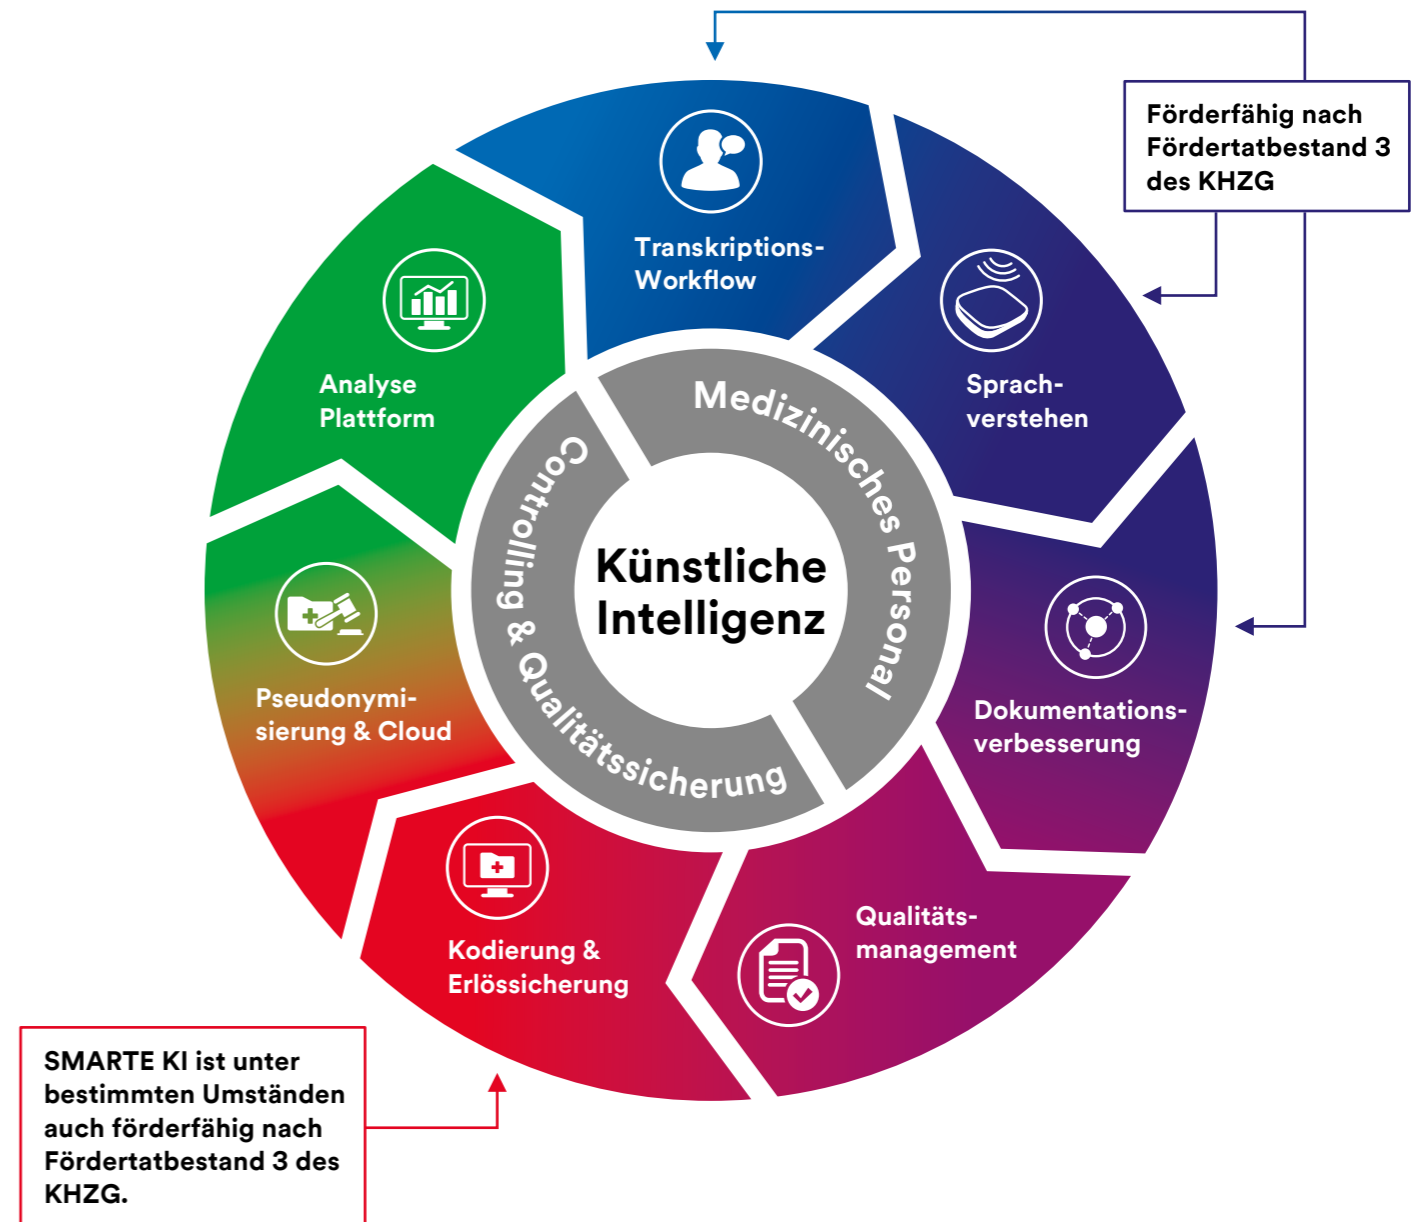 Förderfähig nach
Fördertatbestand 3
des KHZG
Transkriptions-
Workflow
Sprach-
verstehen
Dokumentations-
verbesserung
Qualitäts-
management
Kodierung &
Erlössicherung
Pseudonymi-
sierung & Cloud
Analyse
Plattform
Medizinisches Personal
Controlling & Qualitätssicherung
Künstliche
Intelligenz
SMARTE KI ist unter
bestimmten Umständen
auch förderfähig nach
Fördertatbestand 3 des
KHZG.